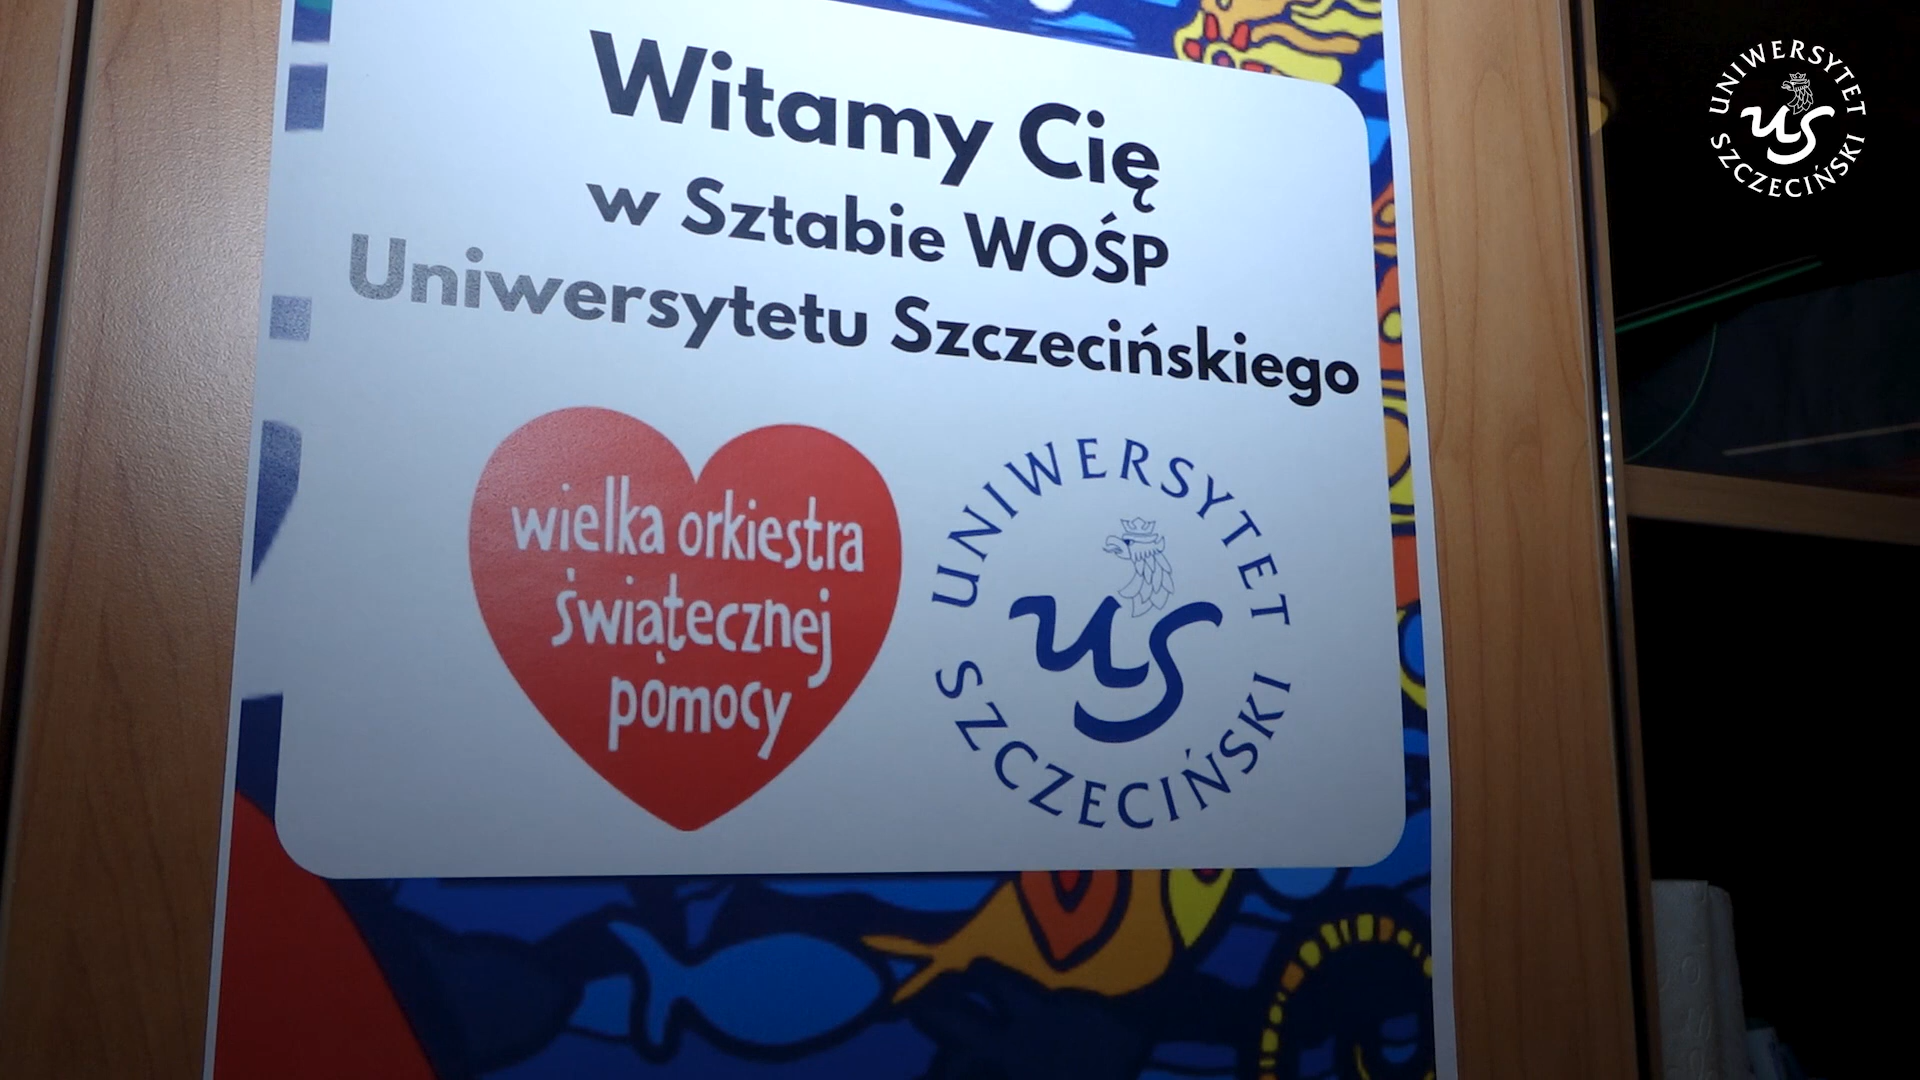 Witamy Cię
w Sztabie WOŚP
Uniwersytetu Szczecińskiego
wielka orkiestra
świątecznej
pomocy
UNIWERSYTET
SZCZECIŃSKI
us
UNIWERSYTET
SZCZECIŃSKI
us